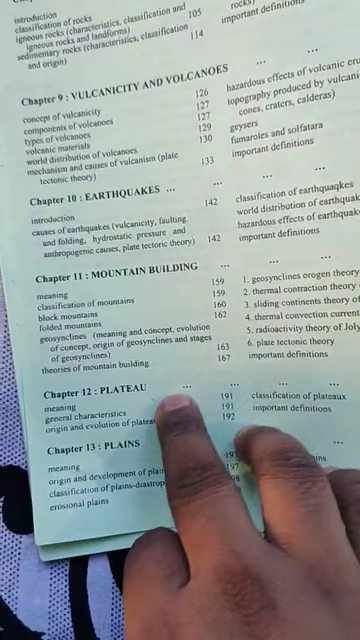 introduction
classification of rocks
igneous rocks (characteristics, classification and
igneous rocks and landforms) 105
sedimentary rocks (characteristics, classification
and origin) 114
rocks)
important definitions
...
Chapter 9 : VULCANICITY AND VOLCANOES ...
concept of vulcanicity 126
components of volcanoes 127
types of volcanoes 127
volcanic materials 129
world distribution of volcanoes 130
mechanism and causes of vulcanism (plate
tectonic theory) 133
hazardous effects of volcanic
topography produced by
cones, craters, calderas)
geysers
fumaroles and solfatara
important definitions
Chapter 10 : EARTHQUAKES ... ... ...
introduction 142
causes of earthquakes (vulcanicity, faulting
and folding, hydrostatic pressure and
anthropogenic causes, plate tectonic theory) 142
classification of earthquaqkes
world distribution of
hazardous effects of
important definitions
Chapter 11 : MOUNTAIN BUILDING ... ...
meaning 159
classification of mountains 159
block mountains 160
folded mountains 162
geosynclines (meaning and concept, evolution
of concept, origin of geosynclines and stages
of geosynclines) 163
theories of mountain building 167
1. geosynclines orogen theory
2. thermal contraction theory
3. sliding continents theory of
4. thermal convection current
5. radioactivity theory of Joly
6. plate tectonic theory
important definitions
Chapter 12 : PLATEAU ... ... ... ...
meaning 191
general characteristics 191
origin and evolution of 192
classification of plateaux
important definitions
Chapter 13 : PLAINS
meaning
origin and development of 197
classification of plains-diastrop
erosional plains